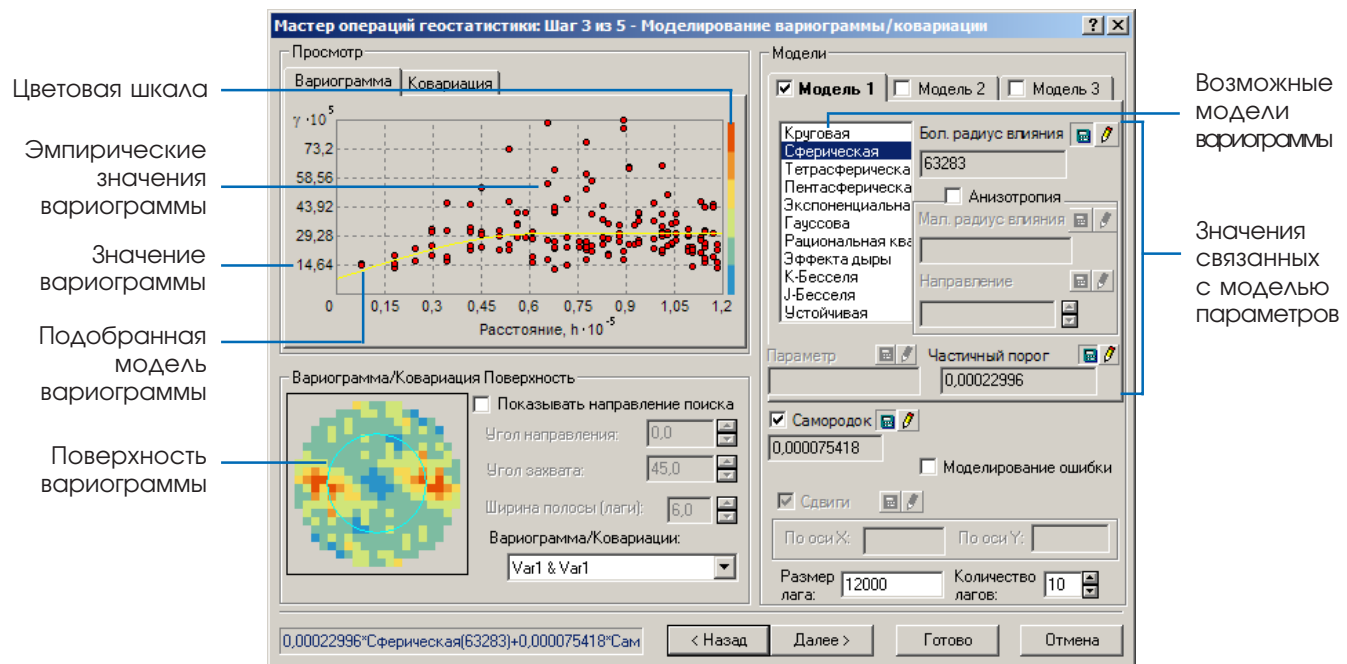 Мастер операций геостатистики: Шаг 3 из 5 - Моделирование вариограммы/ковариации
Цветовая шкала
Эмпирические
значения
вариограммы
Значение
вариограммы
Подобранная
модель
вариограммы
Поверхность
вариограммы
Просмотр
Вариограмма
Ковариация
γ·10⁵
73,2
58,56
43,92
29,28
14,64
0
0,15
0,3
0,45
0,6
0,75
0,9
1,05
1,2
Расстояние, h·10⁻⁵
Вариограмма/Ковариация Поверхность
Показывать направление поиска
Угол направления:
0,0
Угол захвата:
45,0
Ширина полосы (лаги):
6,0
Вариограмма/Ковариации:
Var1 & Var1
Модели
Модель 1
Модель 2
Модель 3
Круговая
Сферическая
Тетрасферическа
Пентасферическа
Экспоненциальна
Гауссова
Рациональная ква
Эффекта дыры
К-Бесселя
J-Бесселя
Устойчивая
Бол. радиус влияния
63283
Анизотропия
Мал. радиус влияния
Направление
Параметр
Частичный порог
0,00022996
Самородок
0,000075418
Моделирование ошибки
Сдвиги
По оси X:
По оси Y:
Размер
лага:
12000
Количество
лагов:
10
0,00022996*Сферическая(63283)+0,000075418*Сам
< Назад
Далее >
Готово
Отмена
Возможные
модели
вариограммы
Значения
связанных
с моделью
параметров